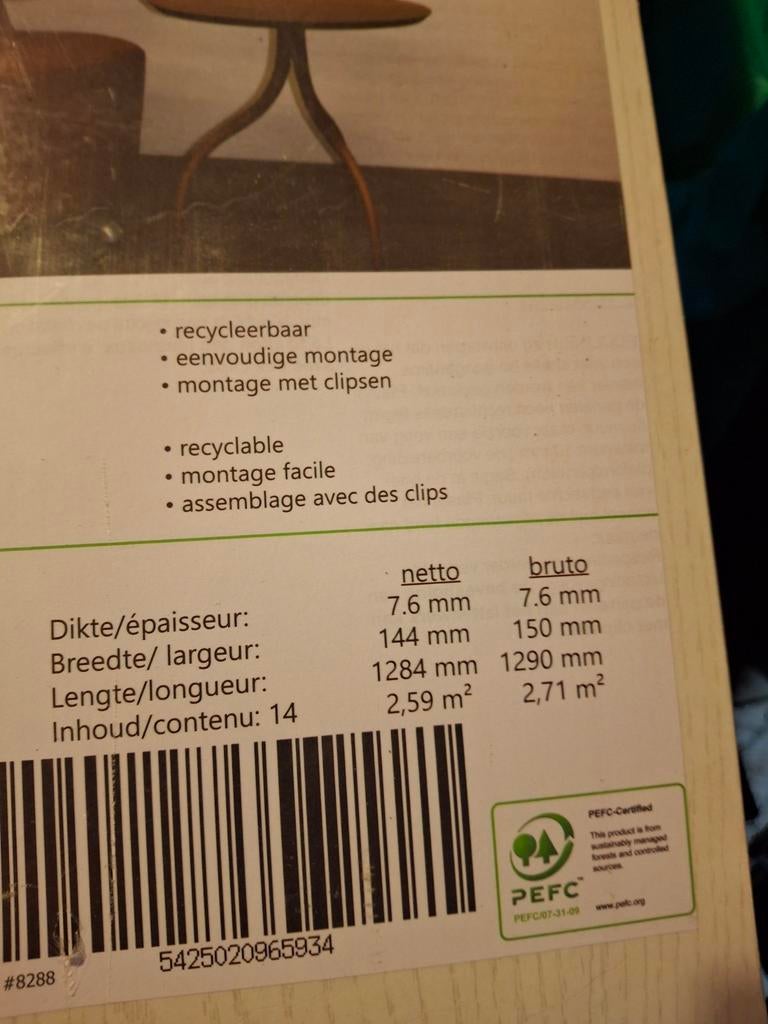 • recycleerbaar
• eenvoudige montage
• montage met clipsen
• recyclable
• montage facile
• assemblage avec des clips
netto bruto
Dikte/épaisseur: 7.6 mm 7.6 mm
Breedte/ largeur: 144 mm 150 mm
Lengte/longueur: 1284 mm 1290 mm
Inhoud/contenu: 14 2,59 m² 2,71 m²
PEFC-Certified
This product is from
sustainably managed
forests and controlled
sources.
PEFC™
PEFC/07-31-09
www.pefc.org
5425020965934
#8288